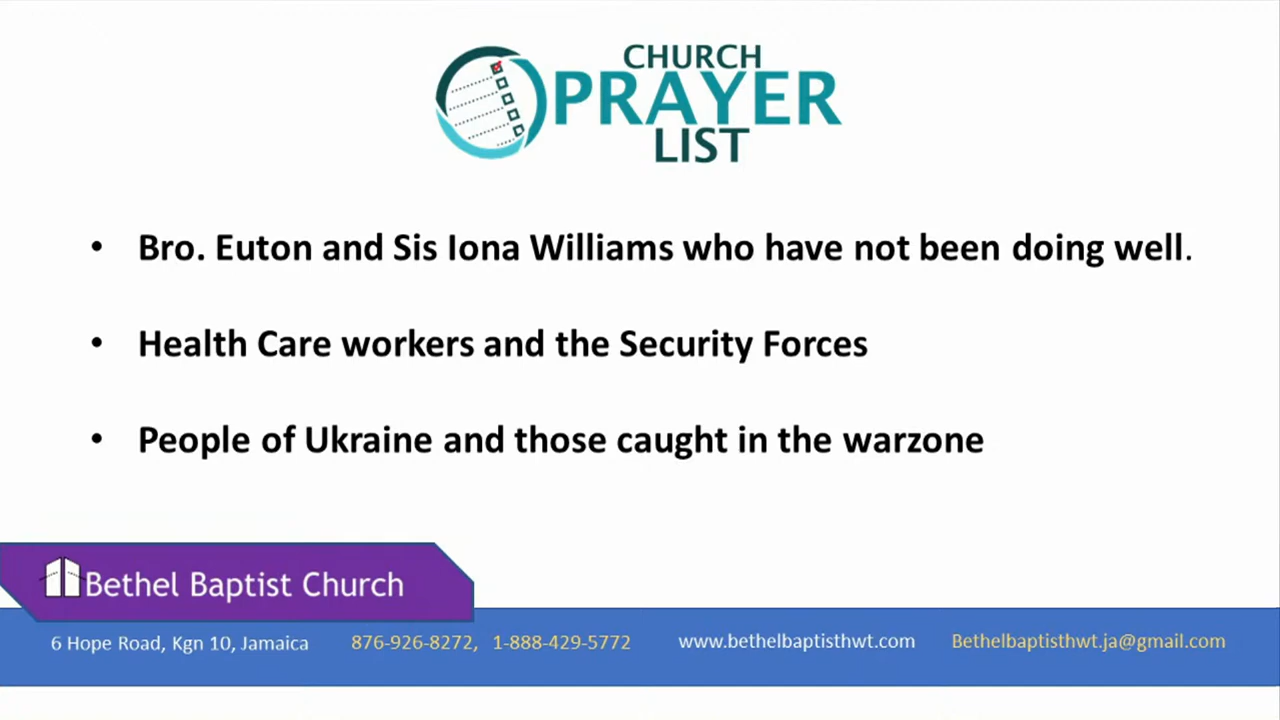 CHURCH
PRAYER
LIST
• Bro. Euton and Sis Iona Williams who have not been doing well.
• Health Care workers and the Security Forces
• People of Ukraine and those caught in the warzone
Bethel Baptist Church
6 Hope Road, Kgn 10, Jamaica 876-926-8272, 1-888-429-5772 www.bethelbaptisthwt.com Bethelbaptisthwt.ja@gmail.com